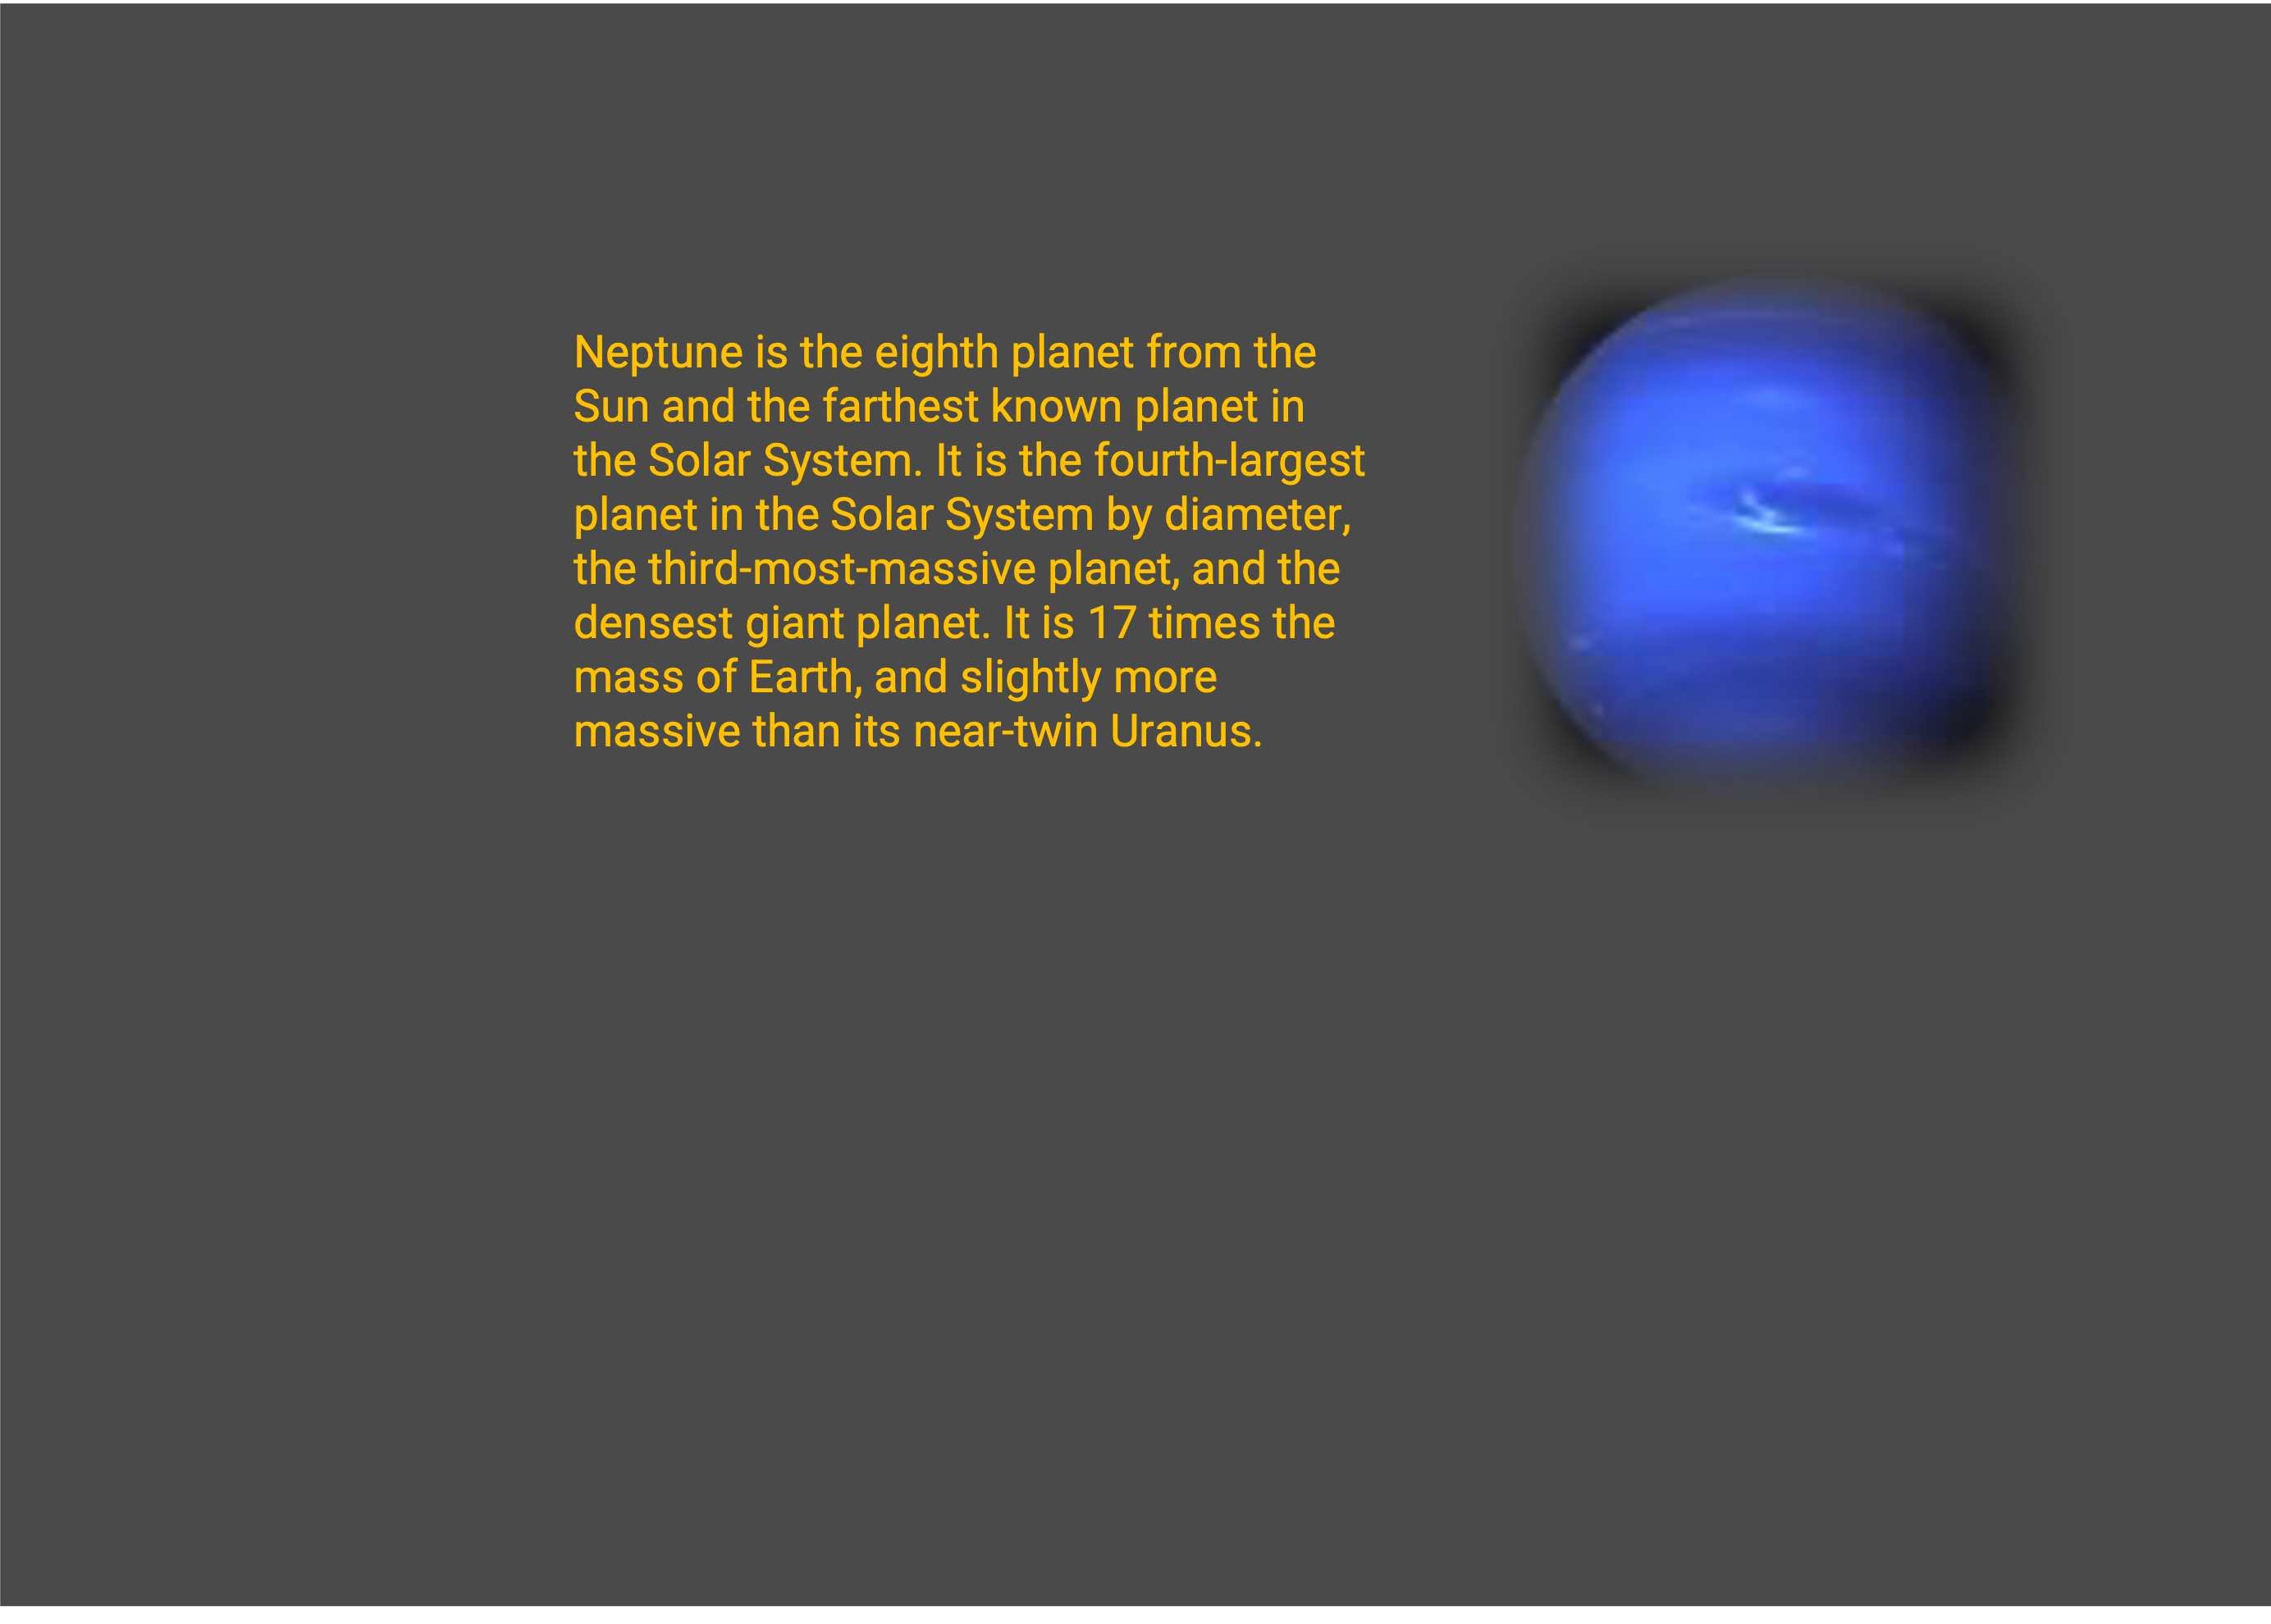 Neptune is the eighth planet from the
Sun and the farthest known planet in
the Solar System. It is the fourth-largest
planet in the Solar System by diameter,
the third-most-massive planet, and the
densest giant planet. It is 17 times the
mass of Earth, and slightly more
massive than its near-twin Uranus.